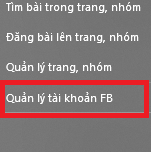 Tìm bài trong trang, nhóm
Đăng bài lên trang, nhóm
Quản lý trang, nhóm
Quản lý tài khoản FB